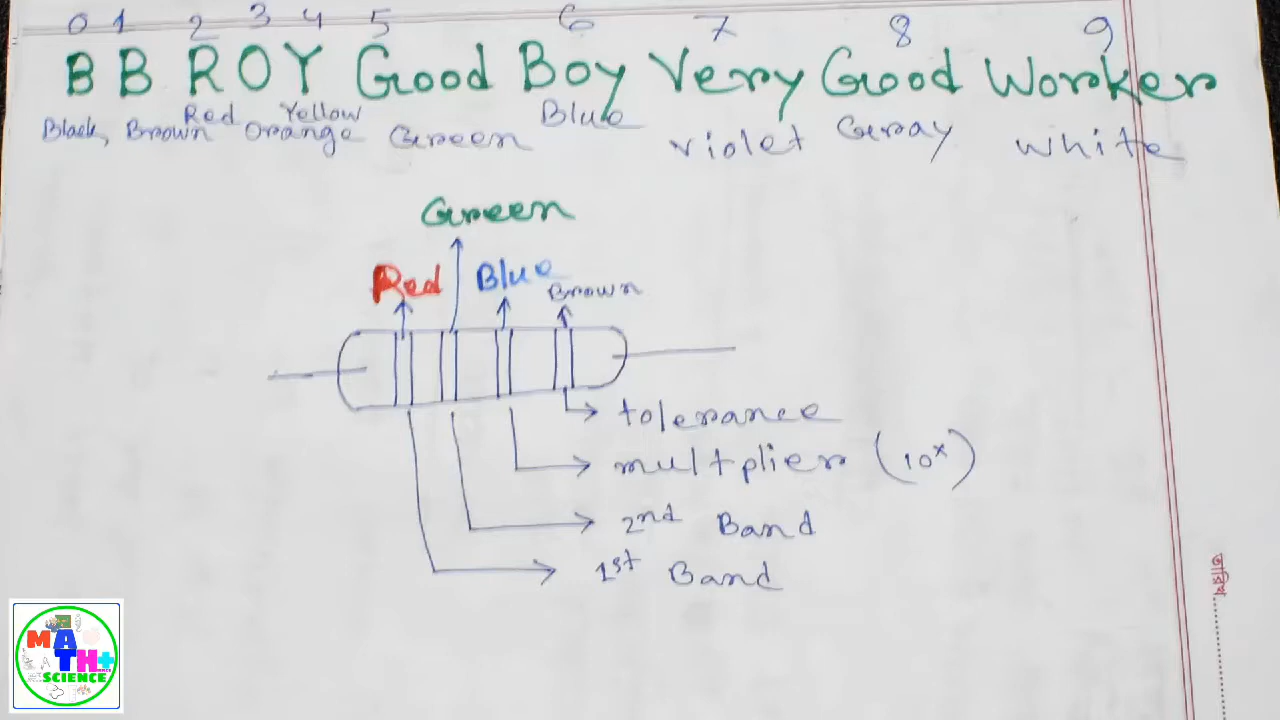 0 1 2 3 4 5 6 7 8 9
B B R O Y Good Boy Very Good Worker
Black, Brown Red Orange Yellow Green Blue violet Gray white
Green
Red Blue Brown
tolerance
multplier (10ˣ)
2nd Band
1st Band
তারিখ
MATH+
SCIENCE